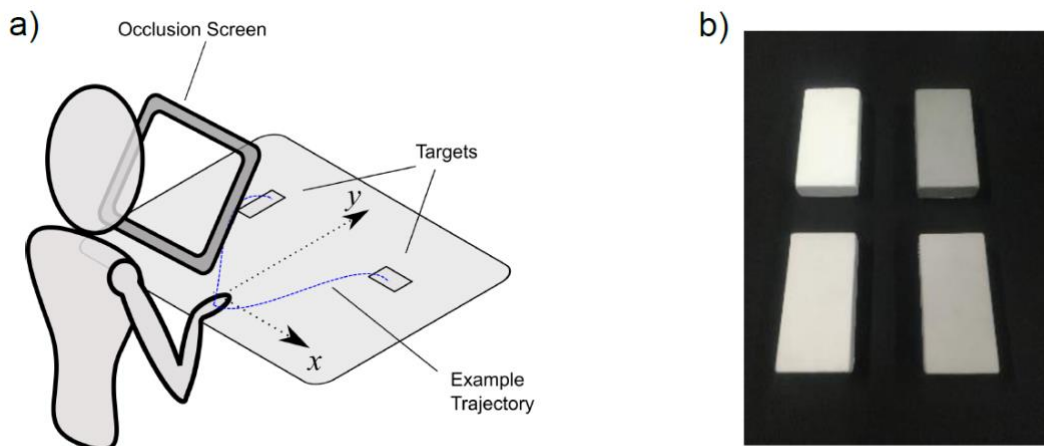 a)
Occlusion Screen
Targets
y
x
Example
Trajectory
b)